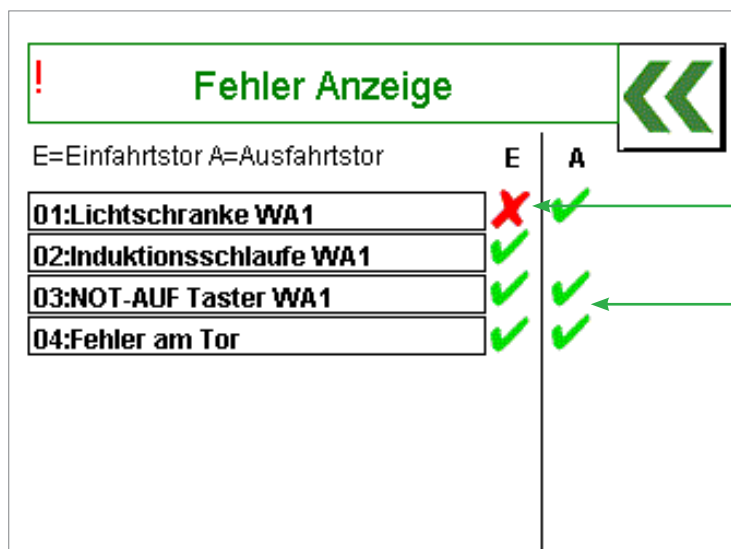 ! Fehler Anzeige
E=Einfahrtstor A=Ausfahrtstor E A
01:Lichtschranke WA1
02:Induktionsschlaufe WA1
03:NOT-AUF Taster WA1
04:Fehler am Tor